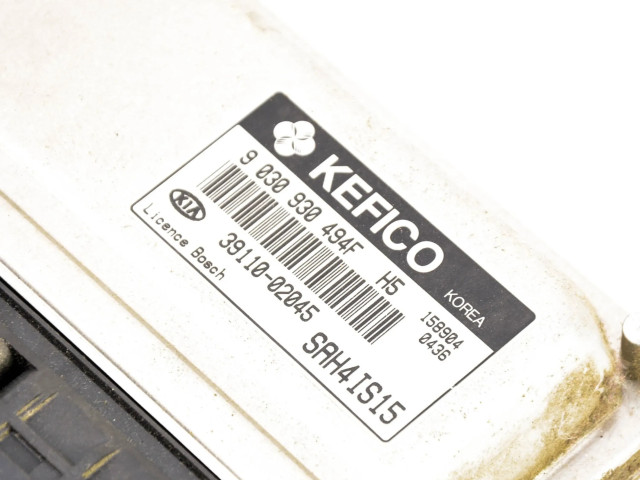 KEFICO KOREA
9 030 930 494F H5 158904
0436
KIA 39110-02045 SAH4IS15
Licence Bosch